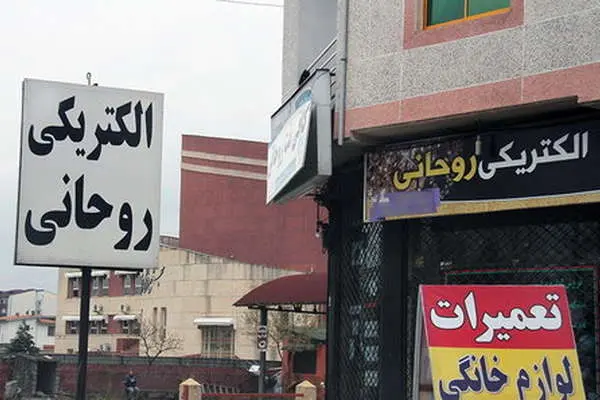 الکتریکی
روحانی
الکتریکی روحانی
تعمیرات
لوازم خانگی